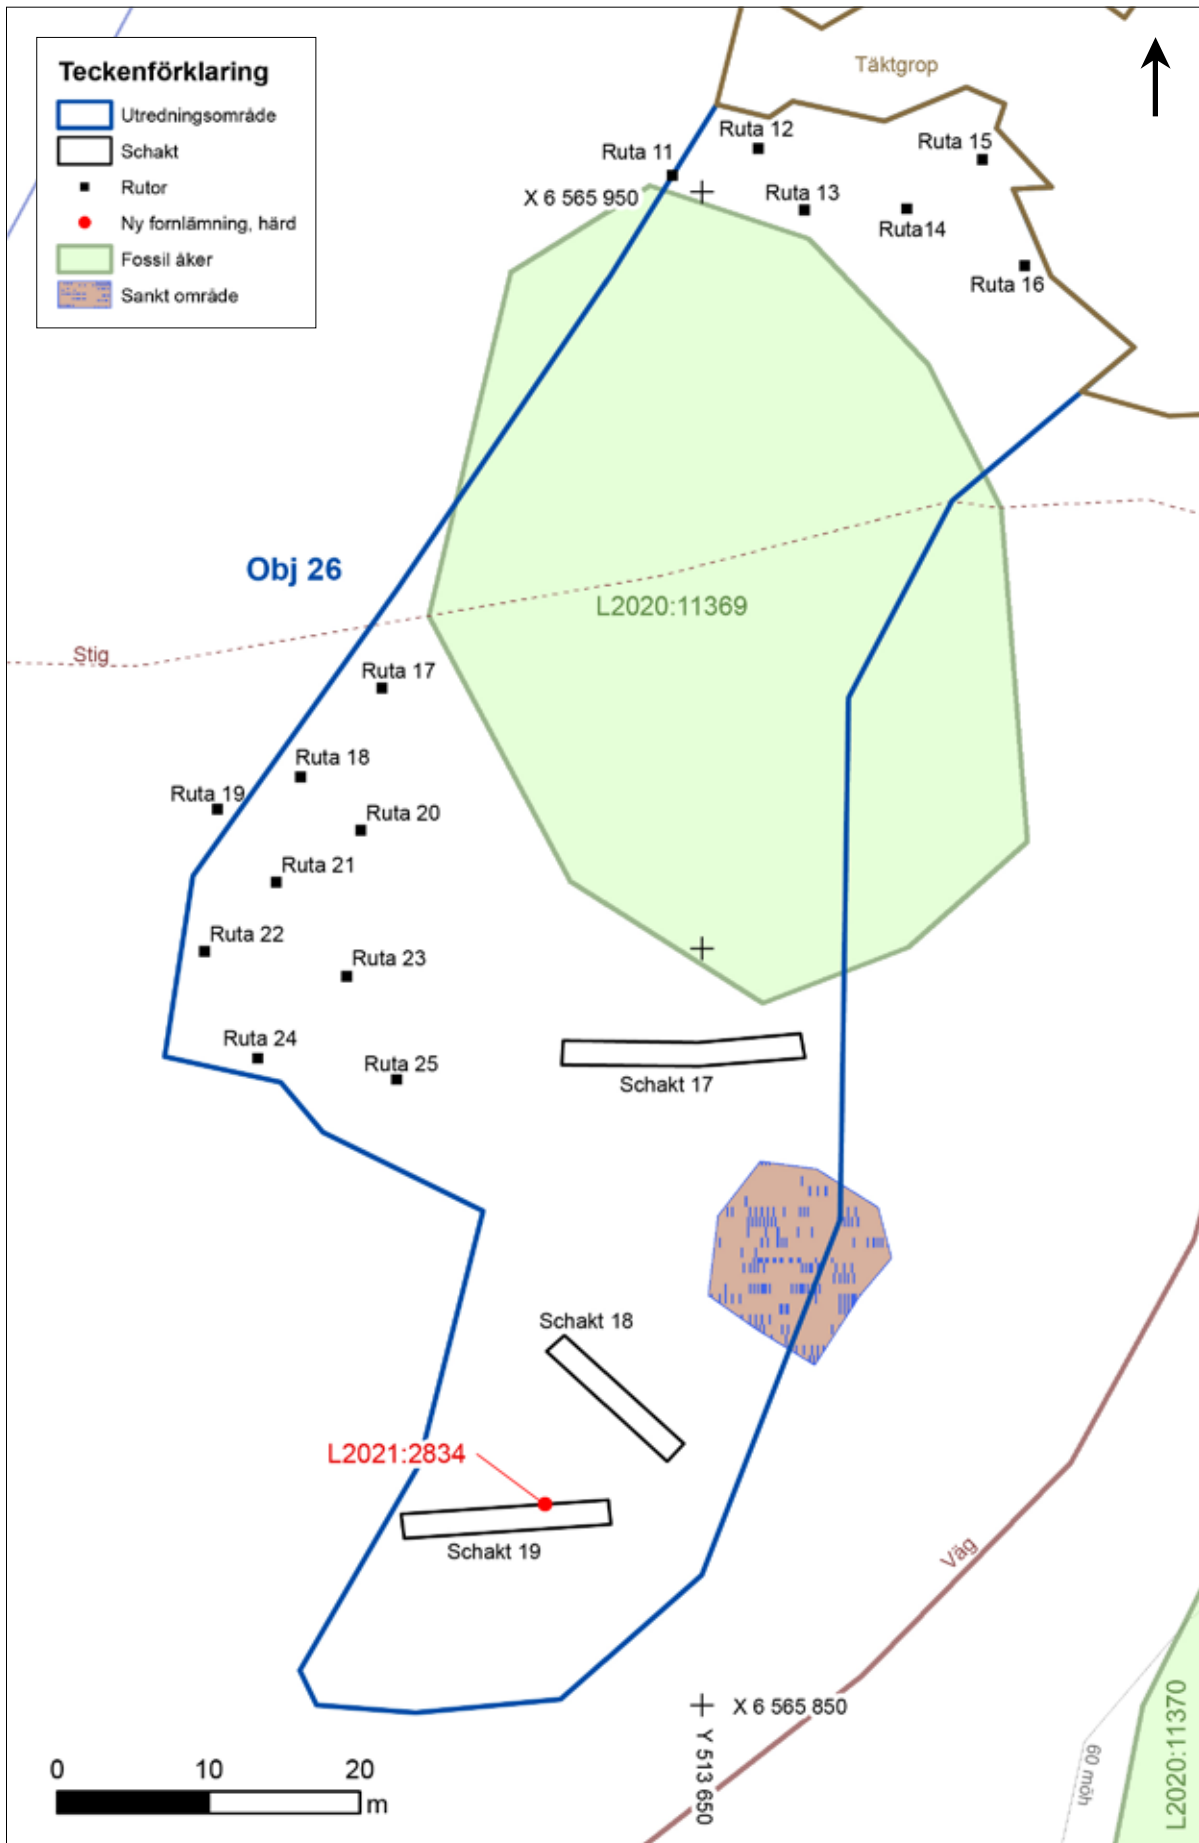 Teckenförklaring
Utredningsområde
Schakt
Rutor
Ny fornlämning, härd
Fossil åker
Sankt område
Täktgrop
Ruta 12
Ruta 11
Ruta 15
X 6 565 950
Ruta 13
Ruta14
Ruta 16
Obj 26
L2020:11369
Stig
Ruta 17
Ruta 18
Ruta 19
Ruta 20
Ruta 21
Ruta 22
Ruta 23
Ruta 24
Ruta 25
Schakt 17
Schakt 18
L2021:2834
Schakt 19
Väg
X 6 565 850
Y 513 650
60 möh
L2020:11370
0 10 20
m